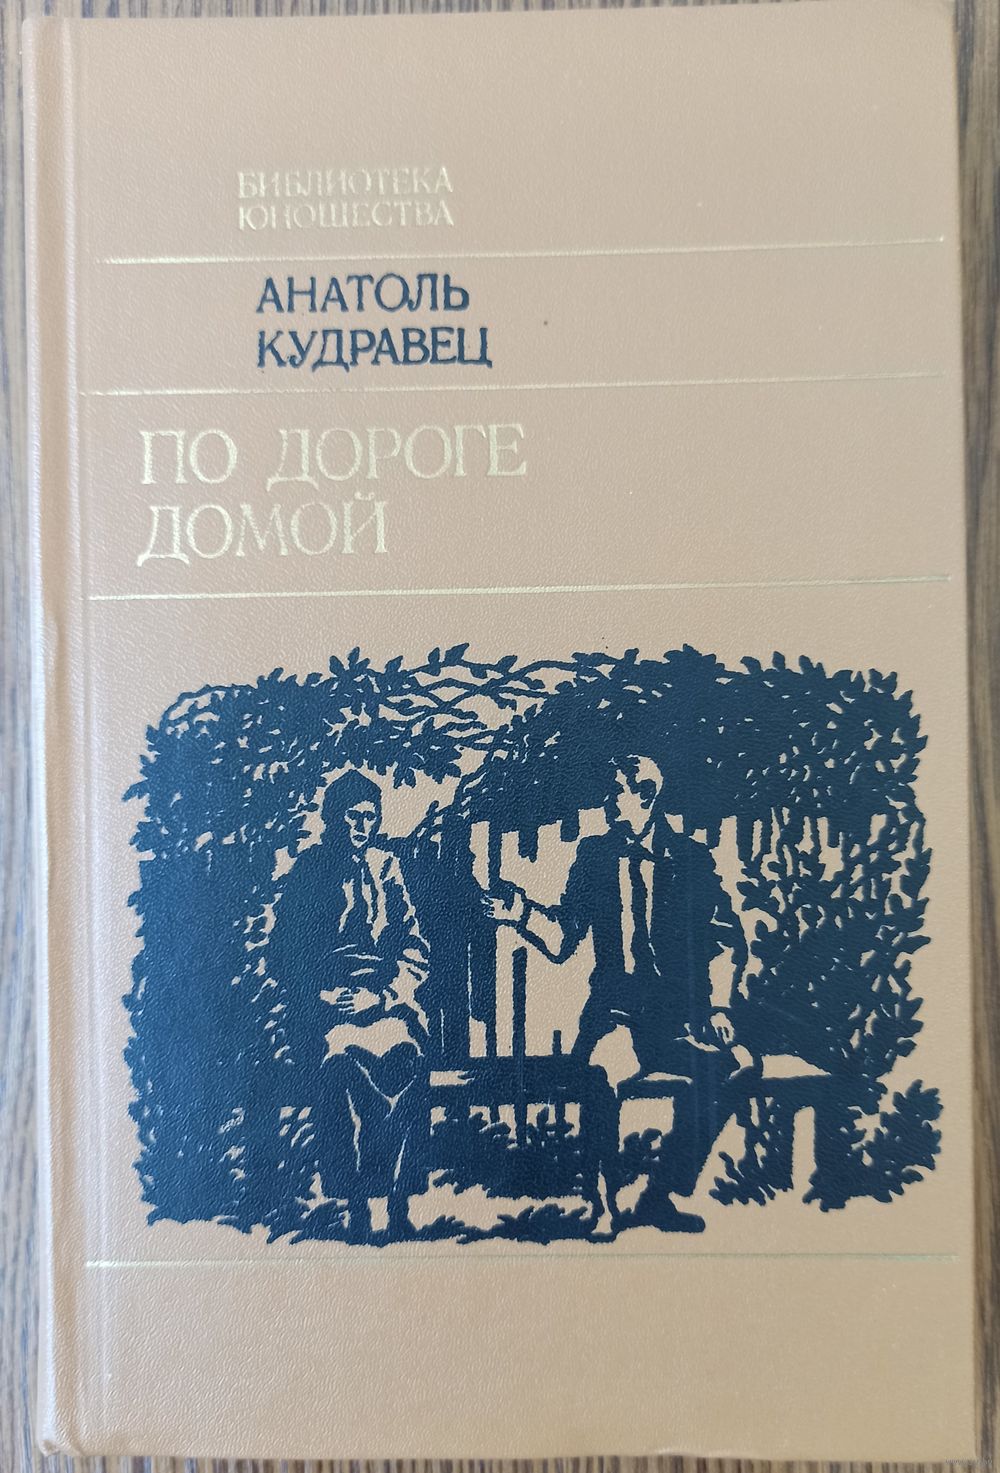 БИБЛИОТЕКА
ЮНОШЕСТВА
АНАТОЛЬ
КУДРАВЕЦ
ПО ДОРОГЕ
ДОМОЙ